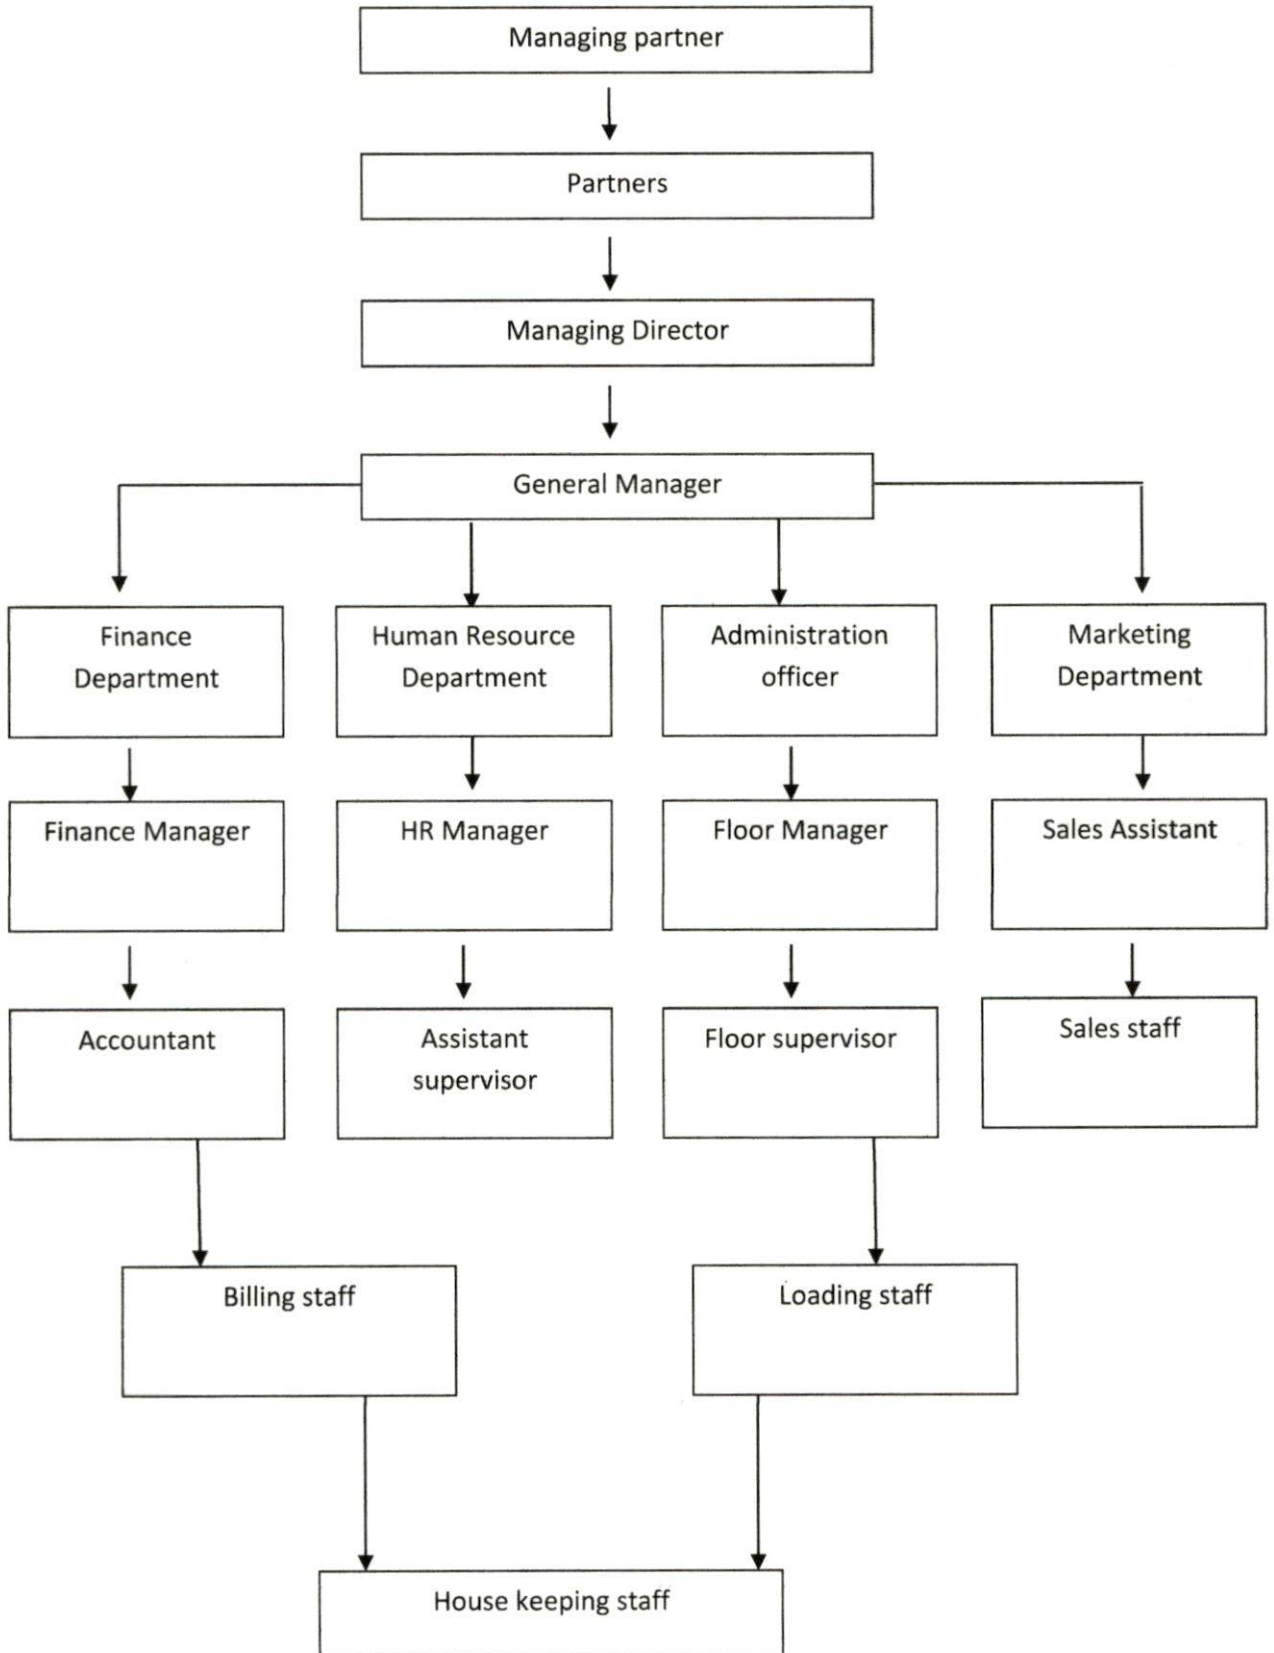 Managing partner
Partners
Managing Director
General Manager
Finance
Department
Human Resource
Department
Administration
officer
Marketing
Department
Finance Manager
HR Manager
Floor Manager
Sales Assistant
Accountant
Assistant
supervisor
Floor supervisor
Sales staff
Billing staff
Loading staff
House keeping staff